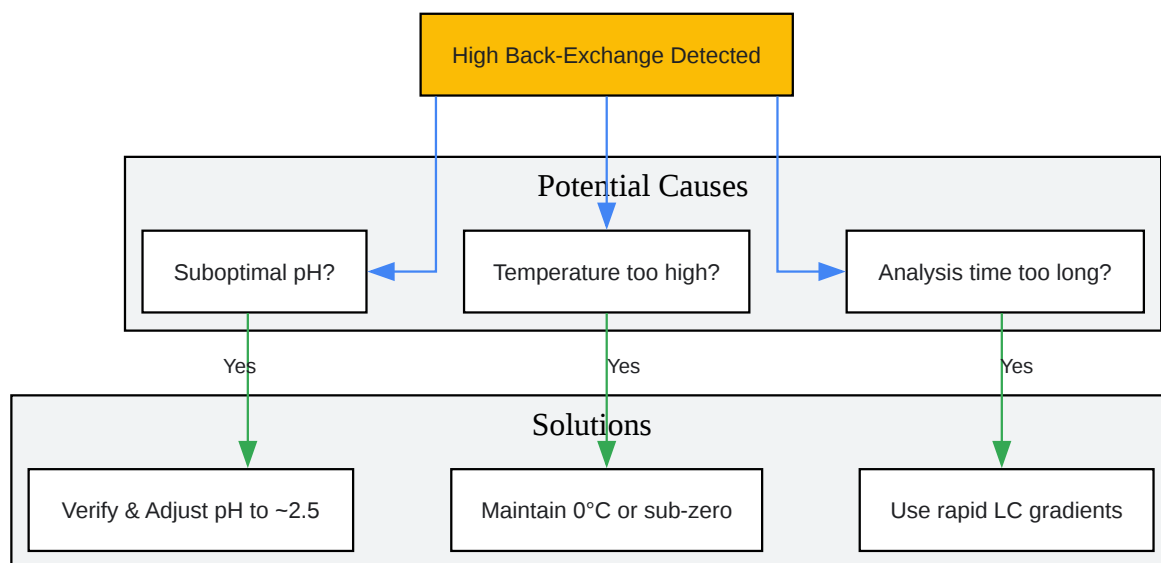 High Back-Exchange Detected
Potential Causes
Suboptimal pH?
Temperature too high?
Analysis time too long?
Yes
Yes
Yes
Solutions
Verify & Adjust pH to ~2.5
Maintain 0°C or sub-zero
Use rapid LC gradients